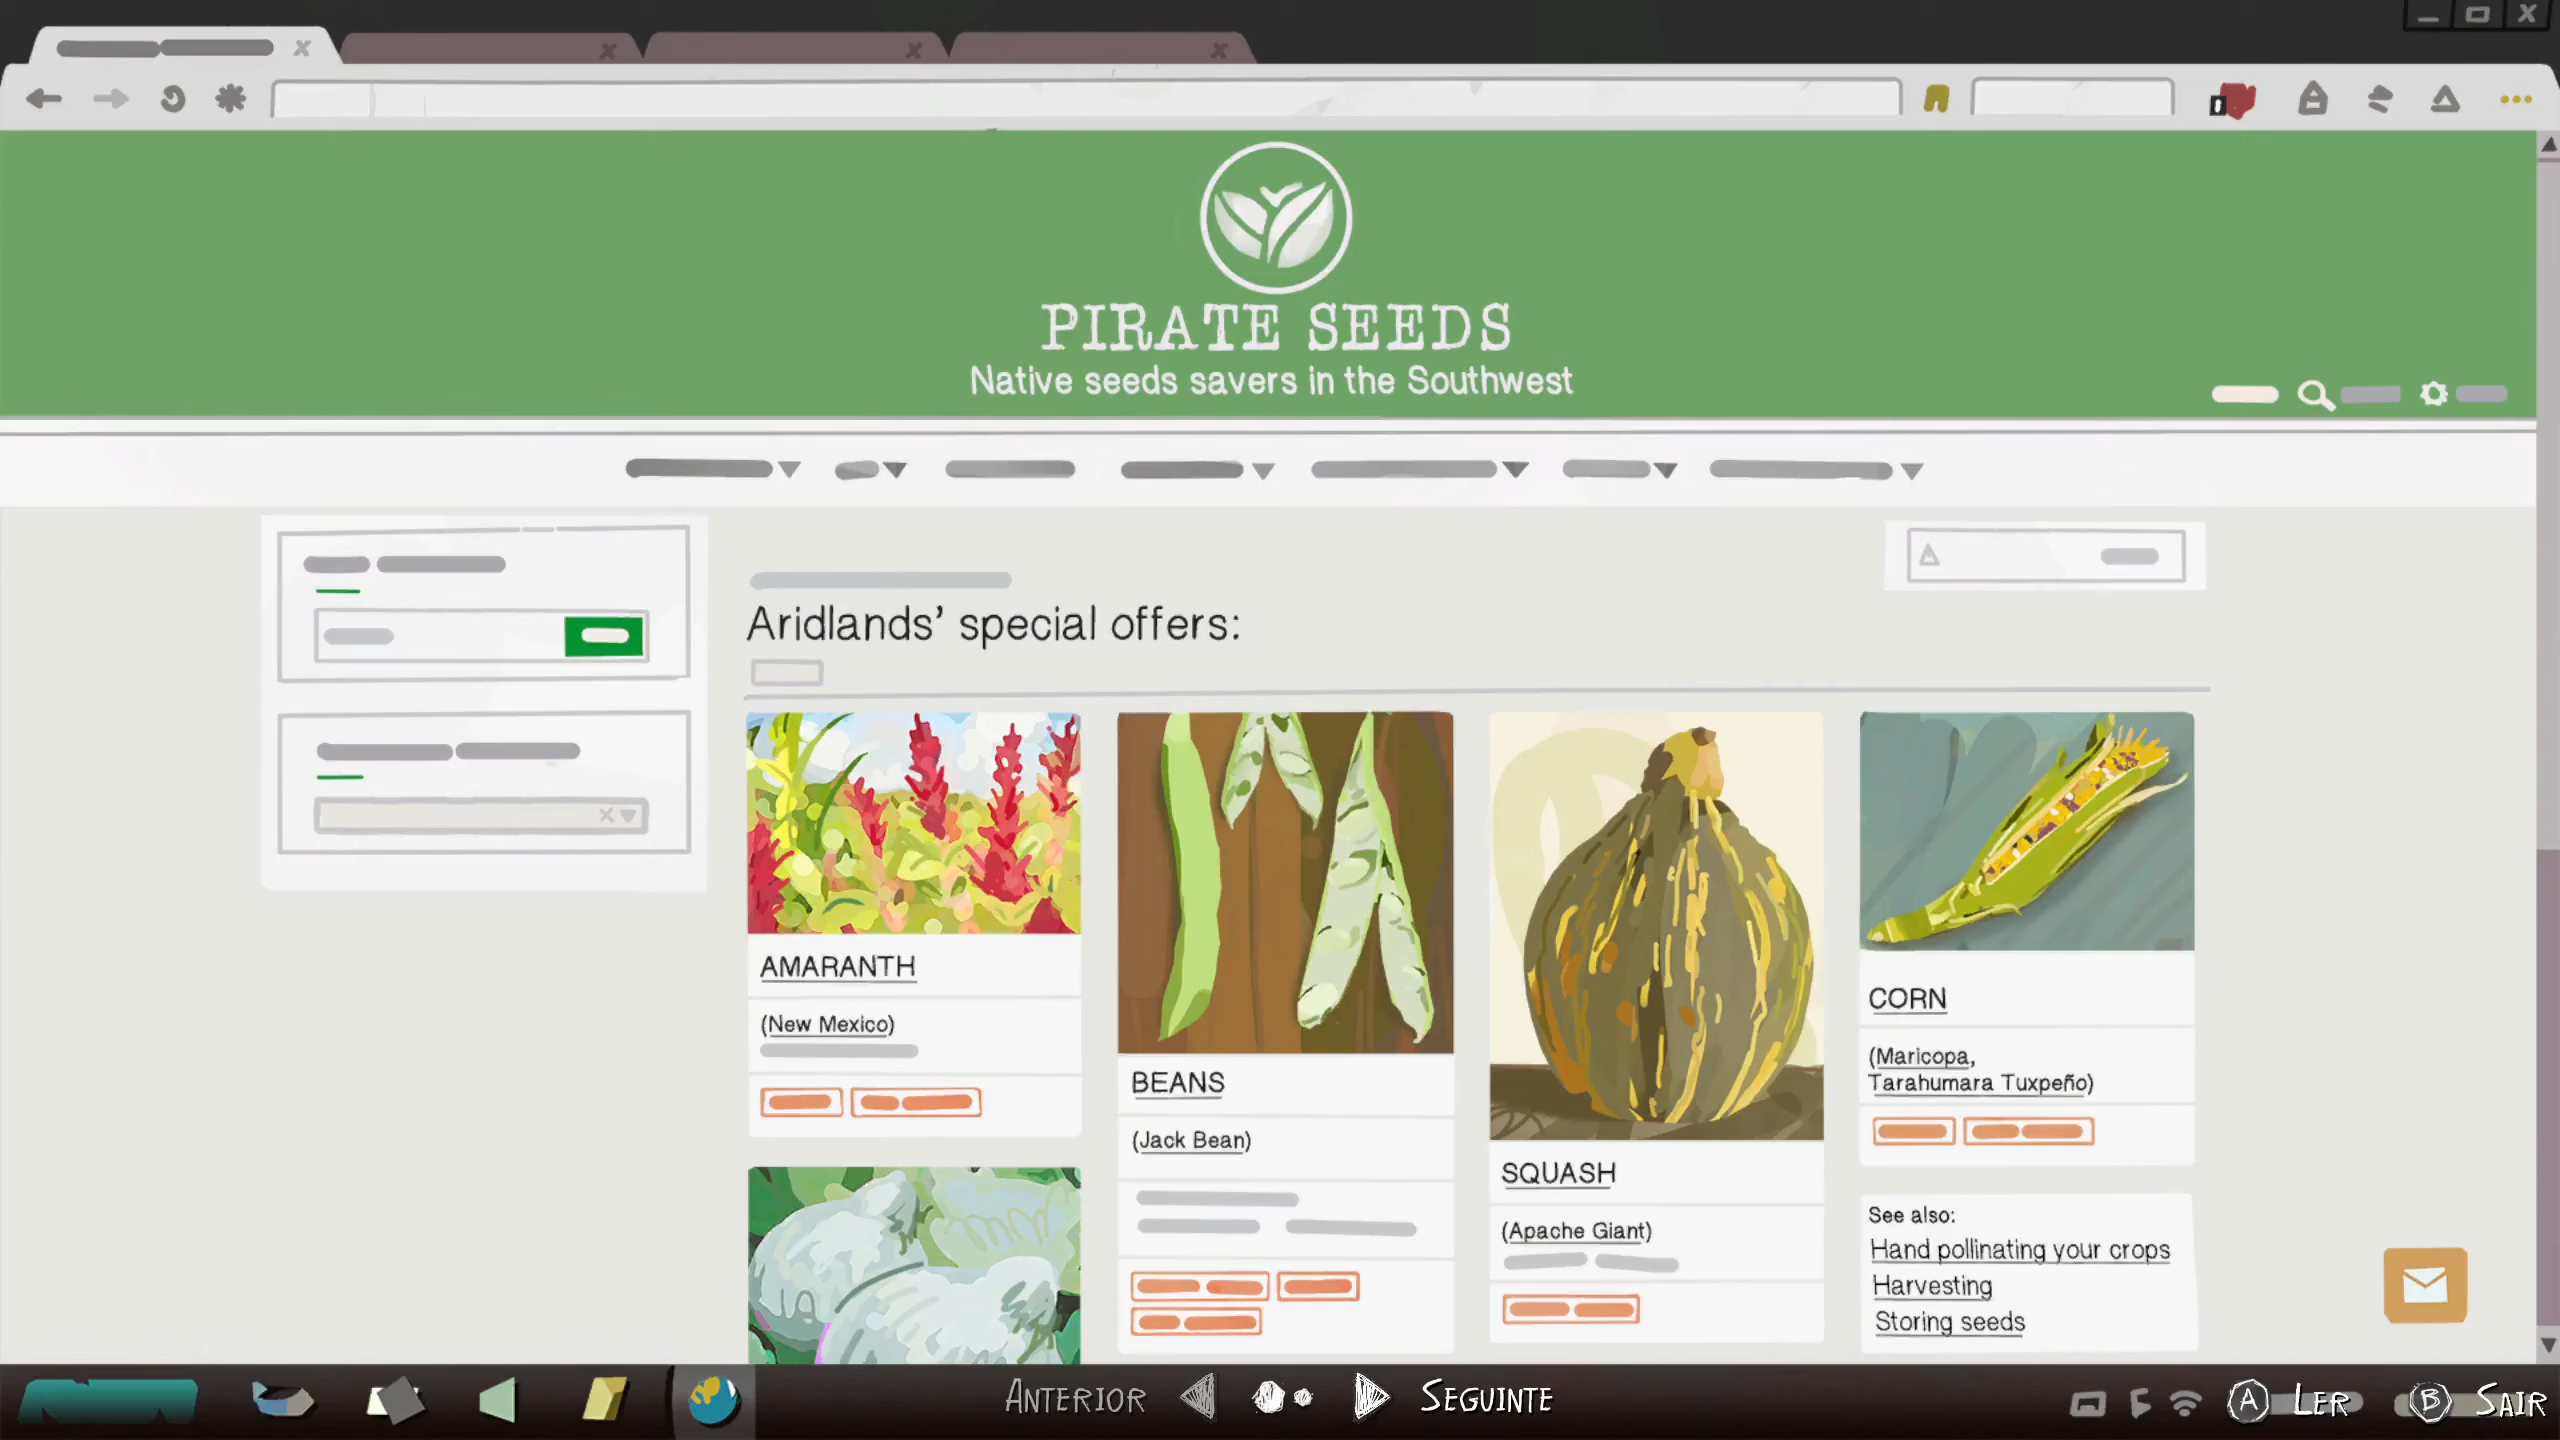 PIRATE SEEDS
Native seeds savers in the Southwest
Aridlands' special offers:
AMARANTH
(New Mexico)
BEANS
(Jack Bean)
SQUASH
(Apache Giant)
CORN
(Maricopa,
Tarahumara Tuxpeño)
See also:
Hand pollinating your crops
Harvesting
Storing seeds
ANTERIOR
SEGUINTE
A LER
B SAIR